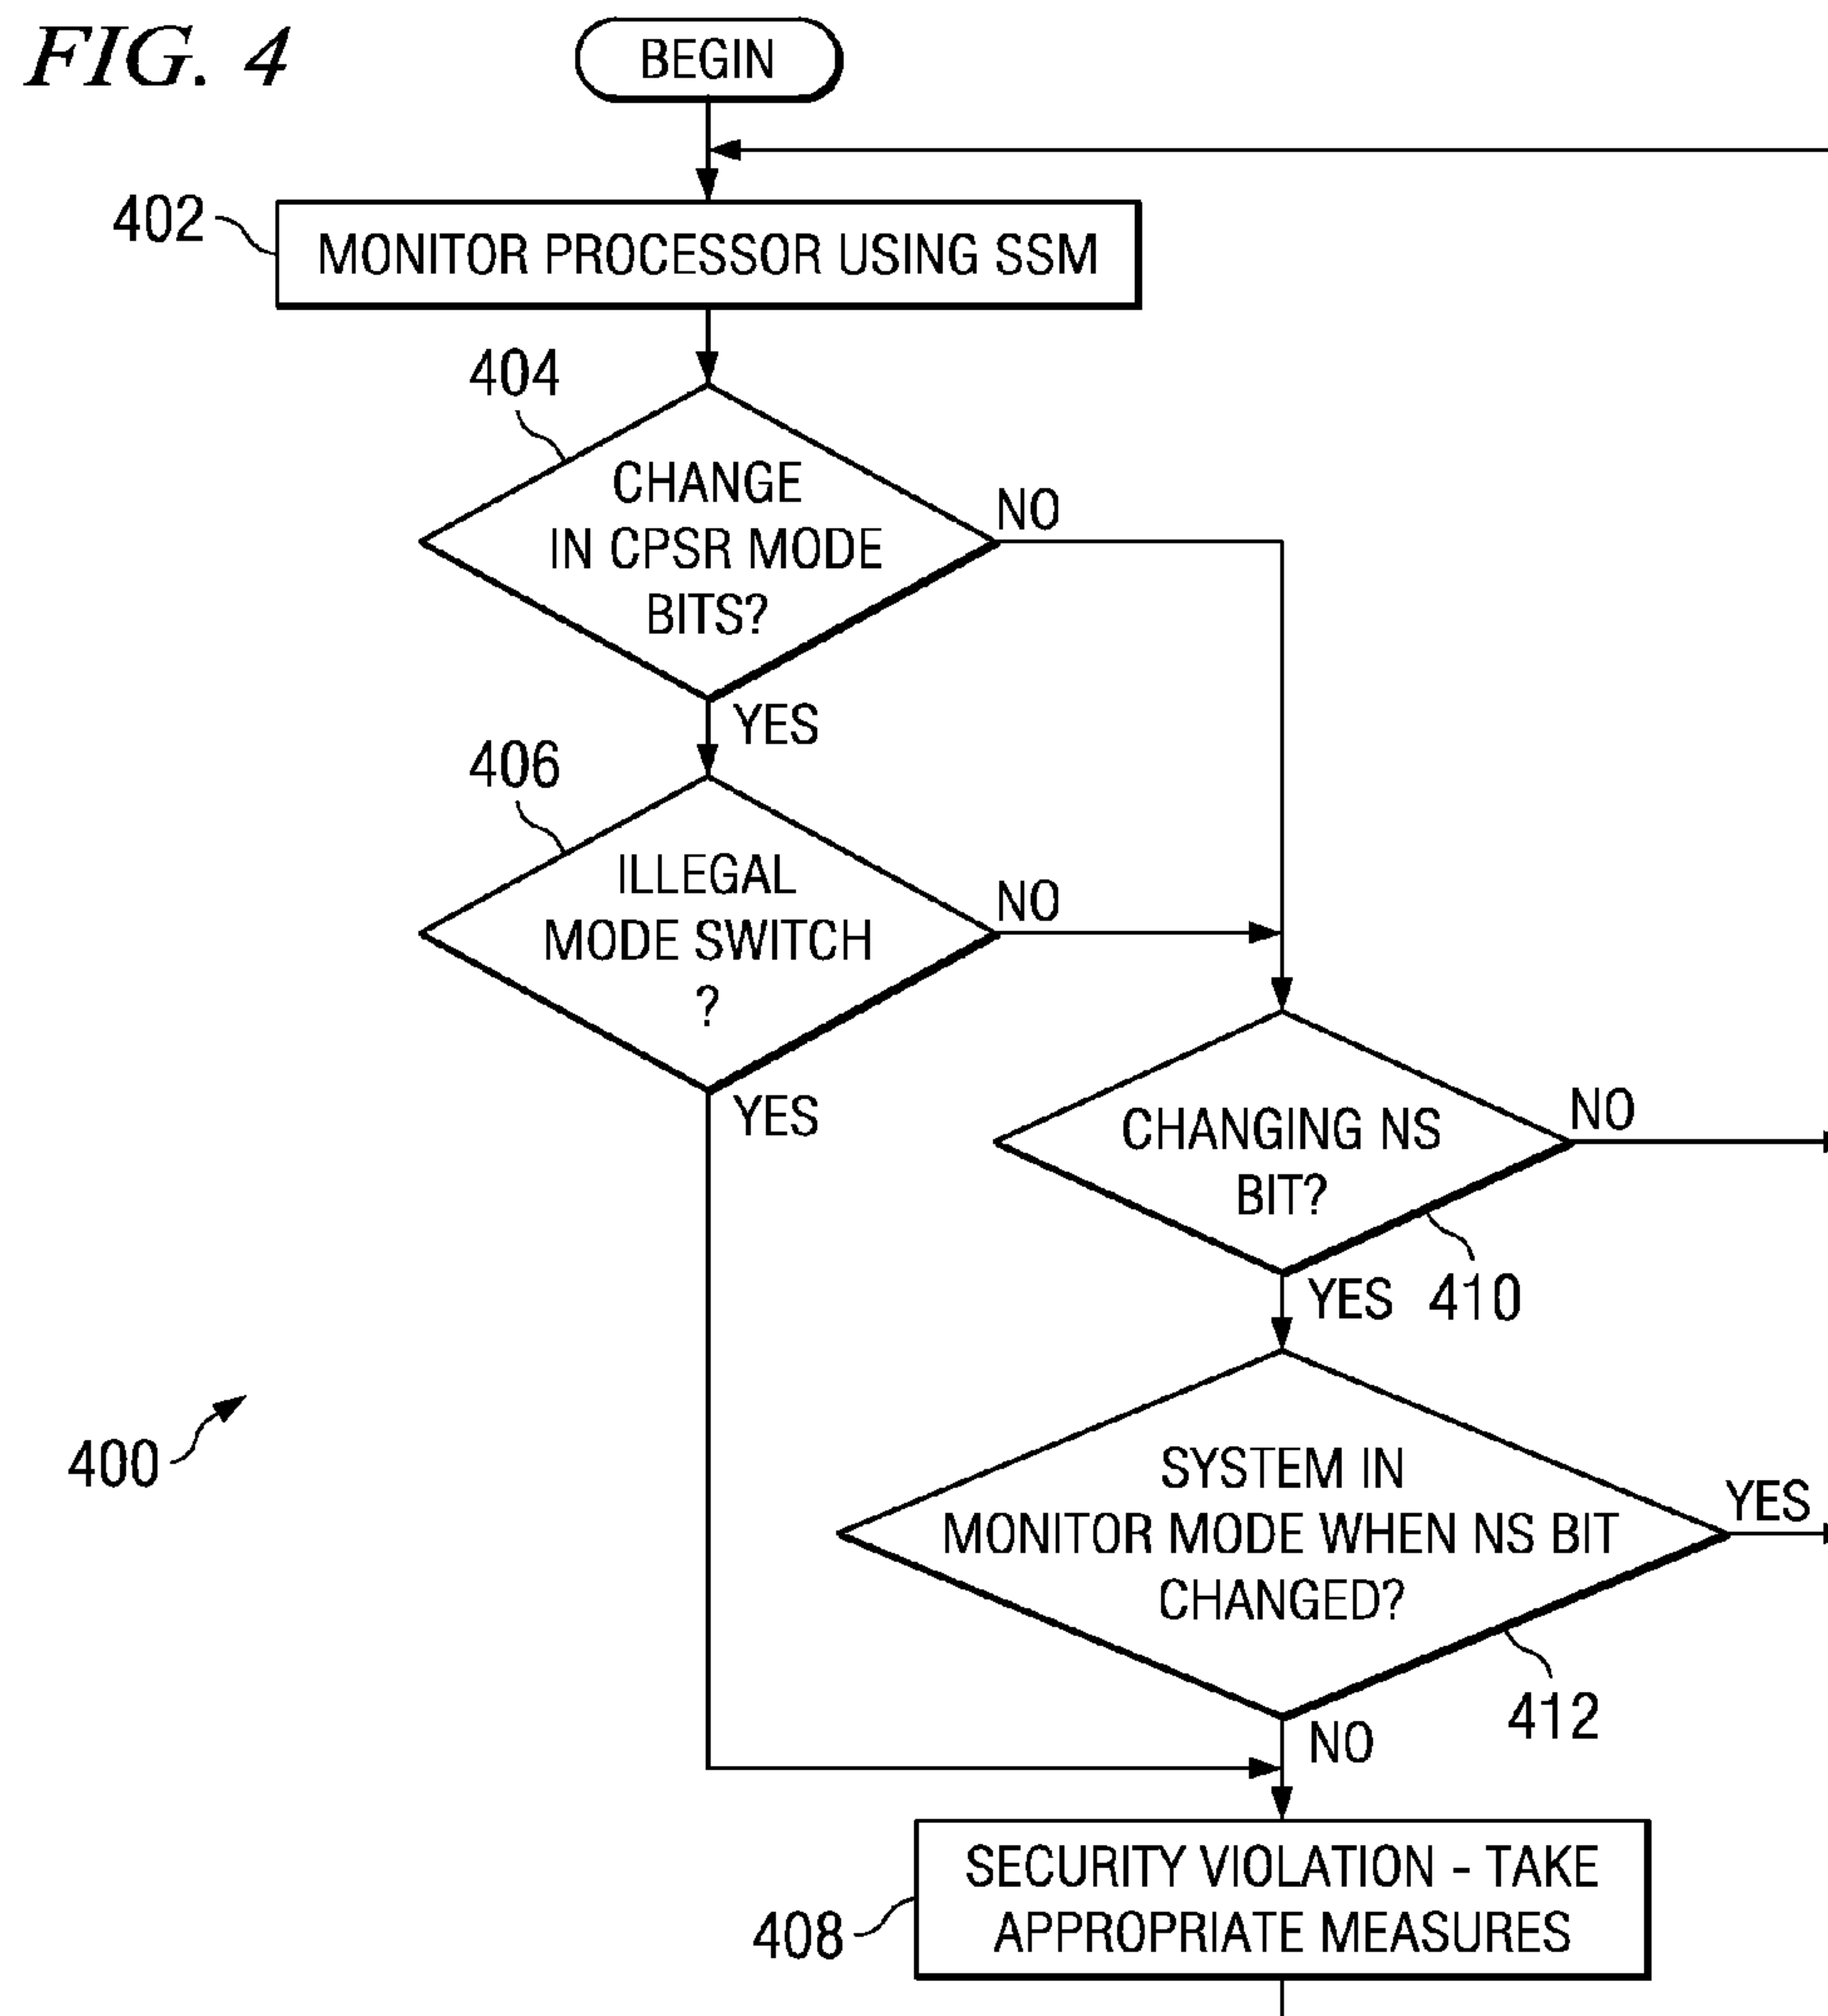 FIG. 4
BEGIN
402
MONITOR PROCESSOR USING SSM
404
CHANGE
IN CPSR MODE
BITS?
NO
YES
406
ILLEGAL
MODE SWITCH
?
NO
YES
CHANGING NS
BIT?
NO
YES
410
400
SYSTEM IN
MONITOR MODE WHEN NS BIT
CHANGED?
YES
412
NO
408
SECURITY VIOLATION - TAKE
APPROPRIATE MEASURES